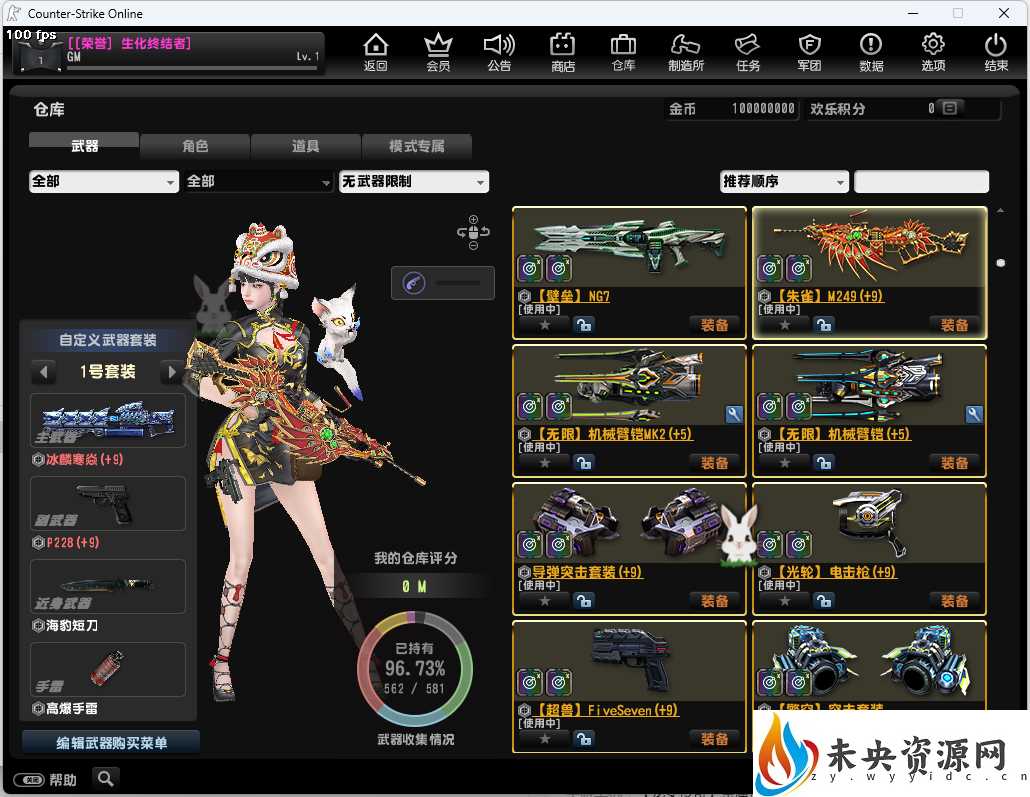 Counter-Strike Online
100 fps
[[荣誉] 生化终结者]
GM
Lv. 1
1
返回
会员
公告
商店
仓库
制造所
任务
军团
数据
选项
结束
仓库
金币 100000000
欢乐积分 0
武器
角色
道具
模式专属
全部
全部
无武器限制
推荐顺序
自定义武器套装
1号套装
主武器
冰麟寒焱(+9)
副武器
P228(+9)
近身武器
海豹短刀
手雷
高爆手雷
编辑武器购买菜单
帮助
我的仓库评分
0 M
已持有
96.73%
562 / 581
武器收集情况
【壁垒】NG7
[使用中]
装备
【朱雀】M249(+9)
[使用中]
装备
【无限】机械臂铠MK2(+5)
[使用中]
装备
【无限】机械臂铠(+5)
[使用中]
装备
导弹突击套装(+9)
[使用中]
装备
【光轮】电击枪(+9)
[使用中]
装备
【超兽】FiveSeven(+9)
[使用中]
装备
未央资源网
zy.wyyidc.cn